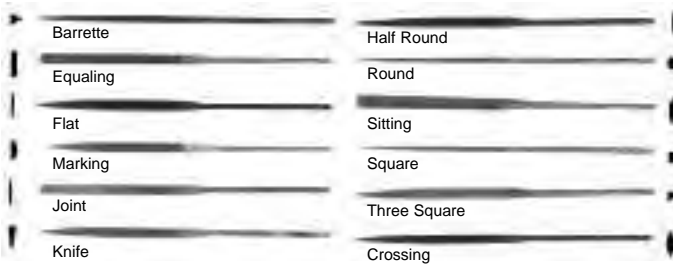 Barrette
Equaling
Flat
Marking
Joint
Knife
Half Round
Round
Sitting
Square
Three Square
Crossing